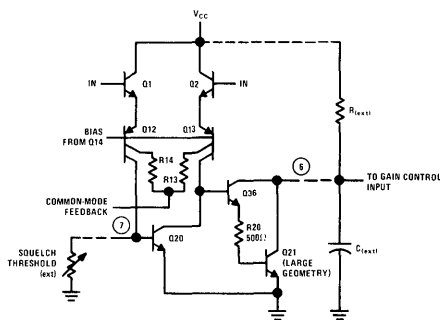 VCC
IN
Q1
Q2
IN
R(ext)
BIAS
FROM Q14
Q12
Q13
R14
R13
6
TO GAIN CONTROL
INPUT
Q36
COMMON-MODE
FEEDBACK
7
R20
500Ω
Q20
Q21
(LARGE
GEOMETRY)
C(ext)
SQUELCH
THRESHOLD
(ext)